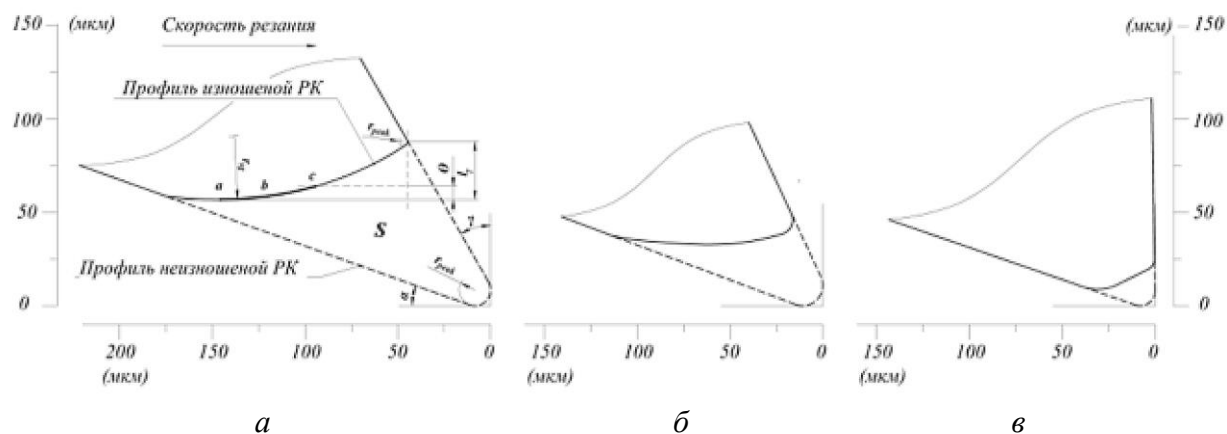 150 (мкм)
Скорость резания
Профиль изношеной РК
100
50
0
a b c
S
Профиль неизношеной РК
200 150 100 50 0
(мкм)
150 100 50 0
(мкм)
(мкм) 150
100
50
0
150 100 50 0
(мкм)
а б в